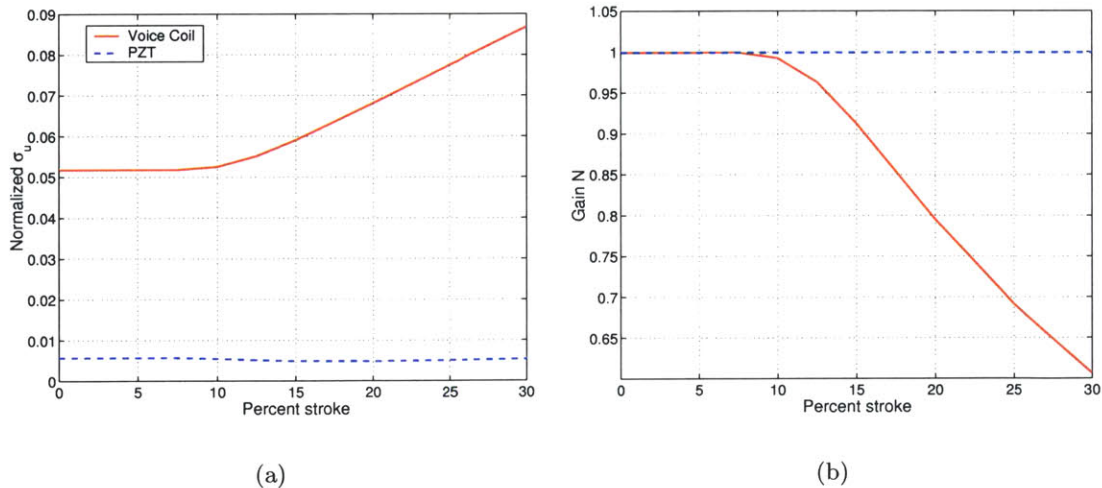 0.09
0.08
0.07
0.06
0.05
0.04
0.03
0.02
0.01
0
Normalized σu
Voice Coil
PZT
0 5 10 15 20 25 30
Percent stroke
(a)
1.05
1
0.95
0.9
0.85
0.8
0.75
0.7
0.65
Gain N
0 5 10 15 20 25 30
Percent stroke
(b)